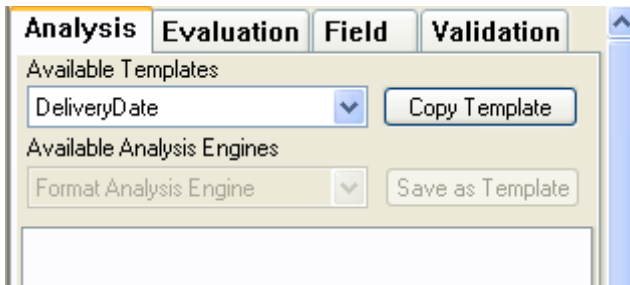 Analysis Evaluation Field Validation
Available Templates
DeliveryDate Copy Template
Available Analysis Engines
Format Analysis Engine Save as Template